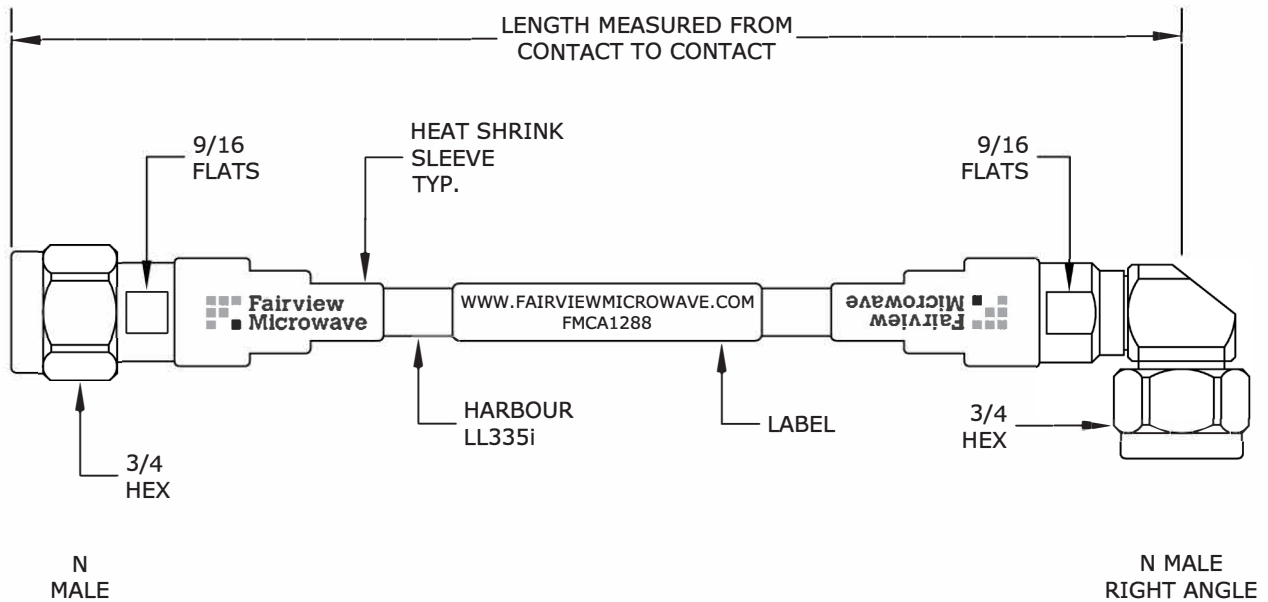 LENGTH MEASURED FROM
CONTACT TO CONTACT
9/16
FLATS
HEAT SHRINK
SLEEVE
TYP.
9/16
FLATS
Fairview
Microwave
WWW.FAIRVIEWMICROWAVE.COM
FMCA1288
Fairview
Microwave
3/4
HEX
HARBOUR
LL335i
LABEL
3/4
HEX
N
MALE
N MALE
RIGHT ANGLE